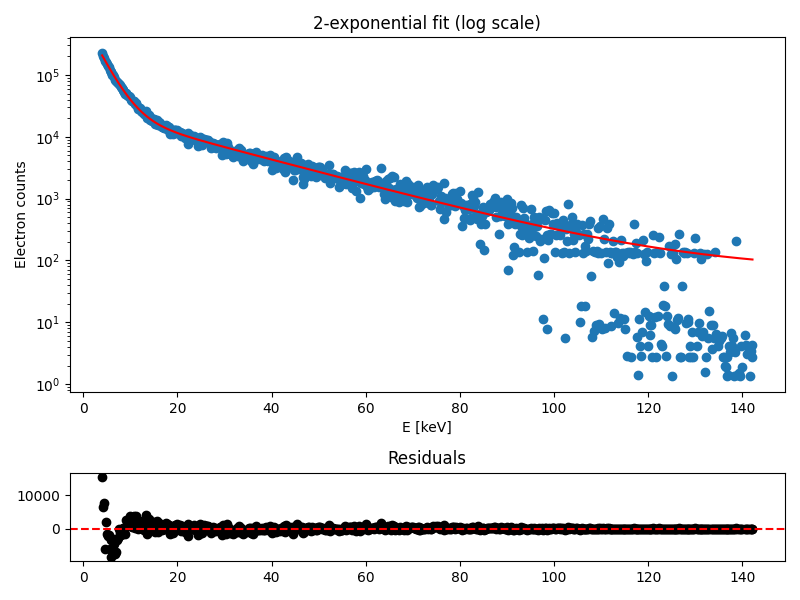 2-exponential fit (log scale)
10⁵
10⁴
10³
10²
10¹
10⁰
Electron counts
0 20 40 60 80 100 120 140
E [keV]
Residuals
10000
0
0 20 40 60 80 100 120 140